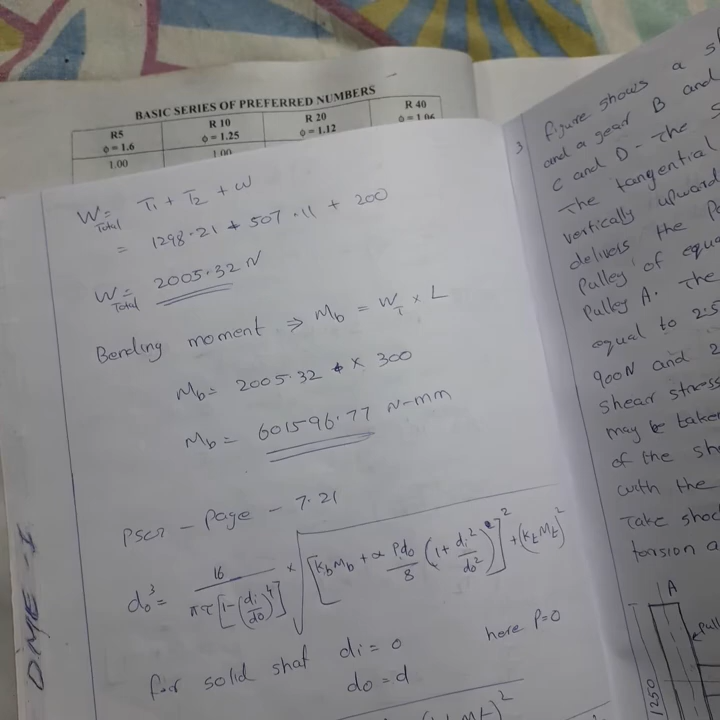 BASIC SERIES OF PREFERRED NUMBERS
R5 R 10 R 20 R 40
ϕ = 1.6 ϕ = 1.25 ϕ = 1.12 ϕ = 1.06
1.00 1.00
W Total = T1 + T2 + W
= 1298.21 + 507.11 + 200
W Total = 2005.32 N
Bending moment ⇒ Mb = WT × L
Mb = 2005.32 × 300
Mb = 601596.77 N-mm
- Page - 7.21
do³ = 16 / πτ[1-(di/do)⁴] × √[kbMb + α Pdo/8 (1 + di²/do²)]² + (ktMt)²
for solid shaf di = 0 here P=0
do = d
DME - I
3 figure shows a
and a gear B and
C and D - The
The tangential
vertically upward
delivers the
Pulley of equa
Pulley A. The
equal to 2.5
900N and 2
shear stress
may be taken
of the sh
with the
Take shoc
torsion a
A
1250